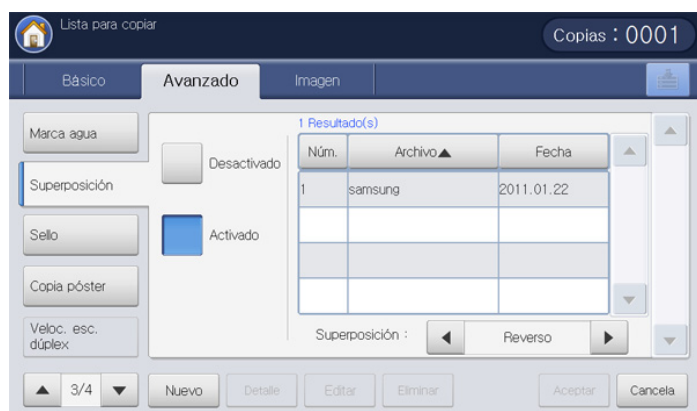 Lista para copiar
Copias : 0001
Básico
Avanzado
Imagen
Marca agua
Superposición
Sello
Copia póster
Veloc. esc.
dúplex
3/4
Desactivado
Activado
1 Resultado(s)
Núm. Archivo▲ Fecha
1 samsung 2011.01.22
Superposición : ◀ Reverso ▶
Nuevo Detalle Editar Eliminar Aceptar Cancela